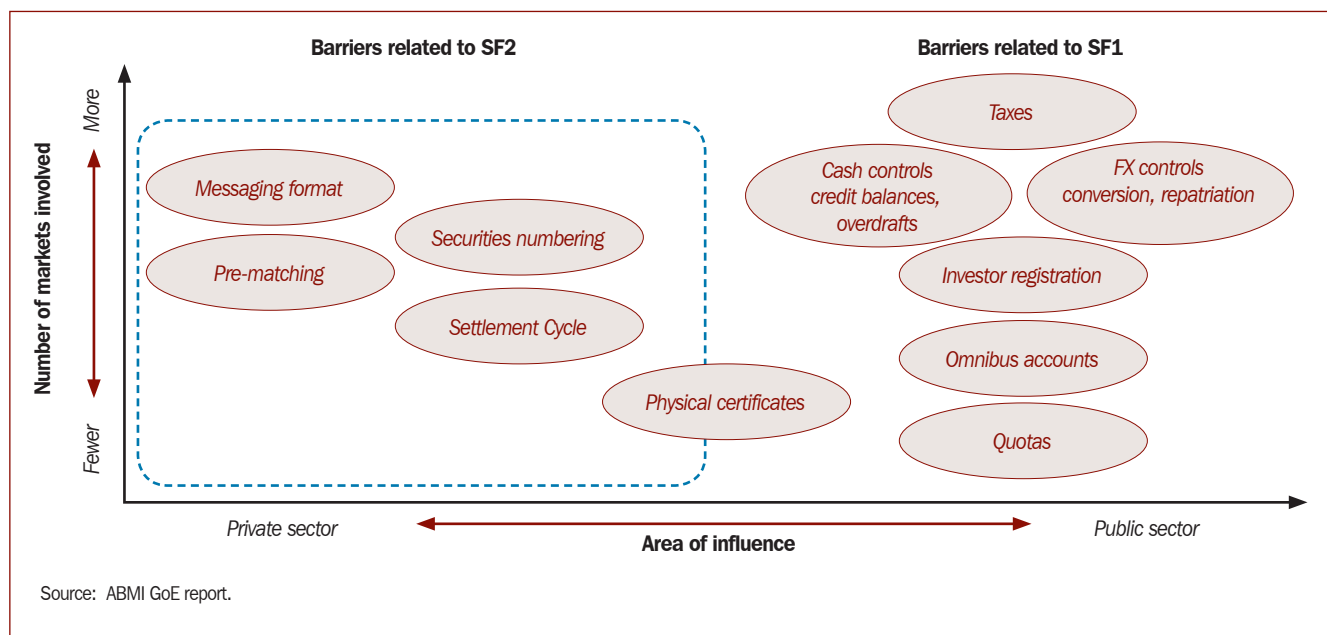 Barriers related to SF2
Barriers related to SF1
Number of markets involved
More
Fewer
Messaging format
Pre-matching
Securities numbering
Settlement Cycle
Physical certificates
Taxes
Cash controls
credit balances,
overdrafts
FX controls
conversion, repatriation
Investor registration
Omnibus accounts
Quotas
Private sector
Area of influence
Public sector
Source: ABMI GoE report.